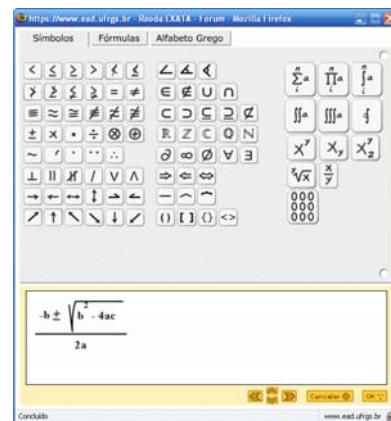 https://www.ead.ufrgs.br - Rooda EXATA - Forum - Mozilla Firefox
Símbolos Fórmulas Alfabeto Grego
< ≤ ≥ > ≮ ≰ ∠ ∡ ∢
∈ ∉ ∪ ∩
≡ ≈ ≅ ≢ ≠ ≠ ⊂ ⊃ ⊆ ⊇ ⊄
± × • ÷ ⊗ ⊕ ℝ ℤ ℂ ℚ ℕ
∂ ∞ Ø ∀ ∃
⊥ || / ∨ ∧ ⇒ ⇐ ⇔
→ ← ↔ ↕ ⇀ ↼
↗ ↑ ↖ ↘ ↓ ↙ () [ ] {} <>
-b ± √b² - 4ac
2a
Cancelar OK
Concluído www.ead.ufrgs.br